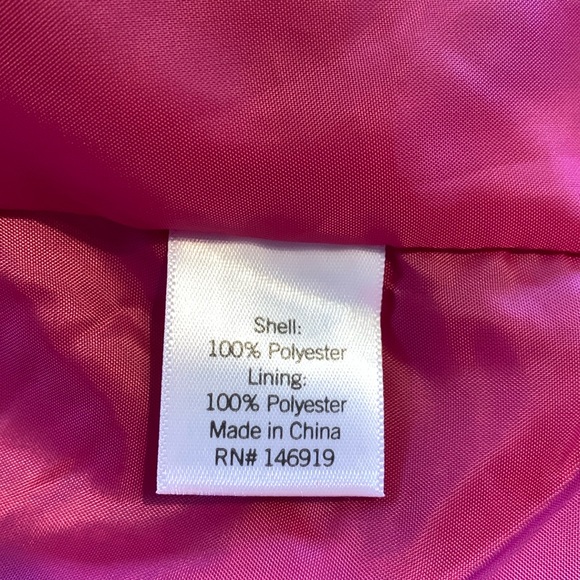 Shell:
100% Polyester
Lining:
100% Polyester
Made in China
RN# 146919